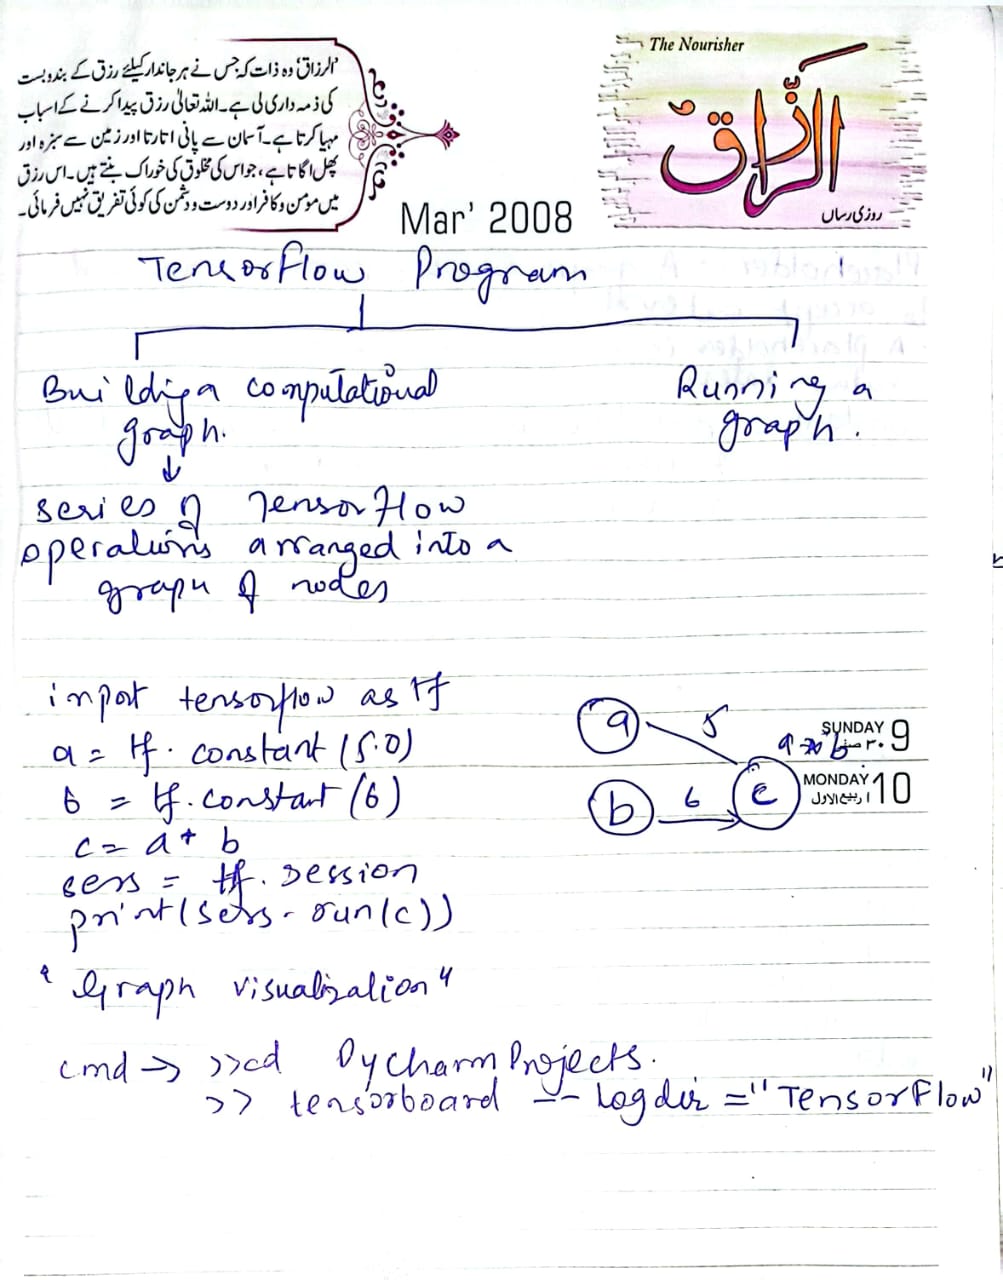 الرزاق وہ ذات کہ جس نے ہر جاندار کیلئے رزق کے بندوبست
کی ذمہ داری لی ہے۔ اللہ تعالیٰ رزق پیدا کرنے کے اسباب
مہیا کرتا ہے۔ آسمان سے پانی اتارتا اور زمین سے سبزہ اور
پھل اگاتا ہے، جو اس کی مخلوق کی خوراک بنتے ہیں۔ اس رزق
میں مومن و کافر اور دوست و دشمن کی کوئی تفریق نہیں فرمائی۔
The Nourisher
الرزاق
روزی رساں
Mar' 2008
Tensorflow Program
Building a computational
graph.
Running a
graph.
↓
series of Tensorflow
operations arranged into a
graph of nodes
import tensorflow as tf
a = tf. constant (5.0)
b = tf. constant (6)
c = a + b
sess = tf. session
print(sess. run(c))
a 5
b 6 c
SUNDAY 9
MONDAY 10
"Graph visualization"
cmd → >>cd PyCharmProjects.
>> tensorboard -- logdir ="TensorFlow"